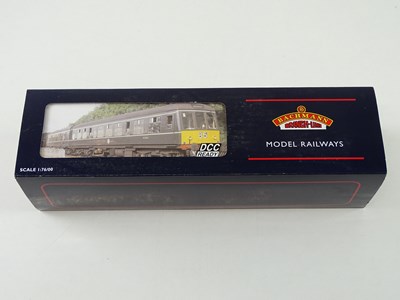 BACHMANN
BRANCH-LINE
MODEL RAILWAYS
DCC
READY
SCALE 1:76/00